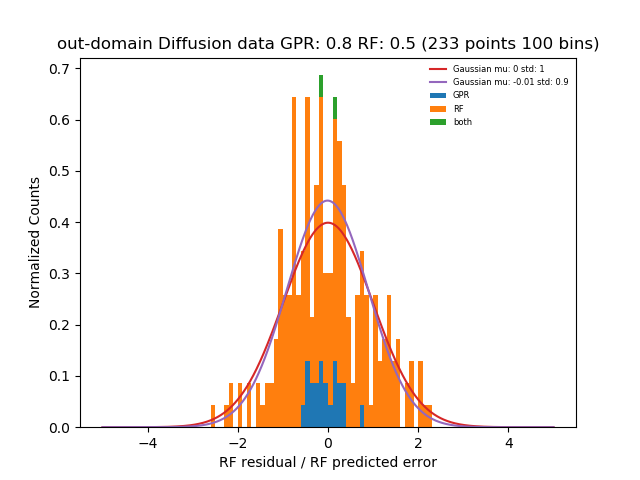 out-domain Diffusion data GPR: 0.8 RF: 0.5 (233 points 100 bins)
Gaussian mu: 0 std: 1
Gaussian mu: -0.01 std: 0.9
GPR
RF
both
Normalized Counts
0.7
0.6
0.5
0.4
0.3
0.2
0.1
0.0
−4 −2 0 2 4
RF residual / RF predicted error